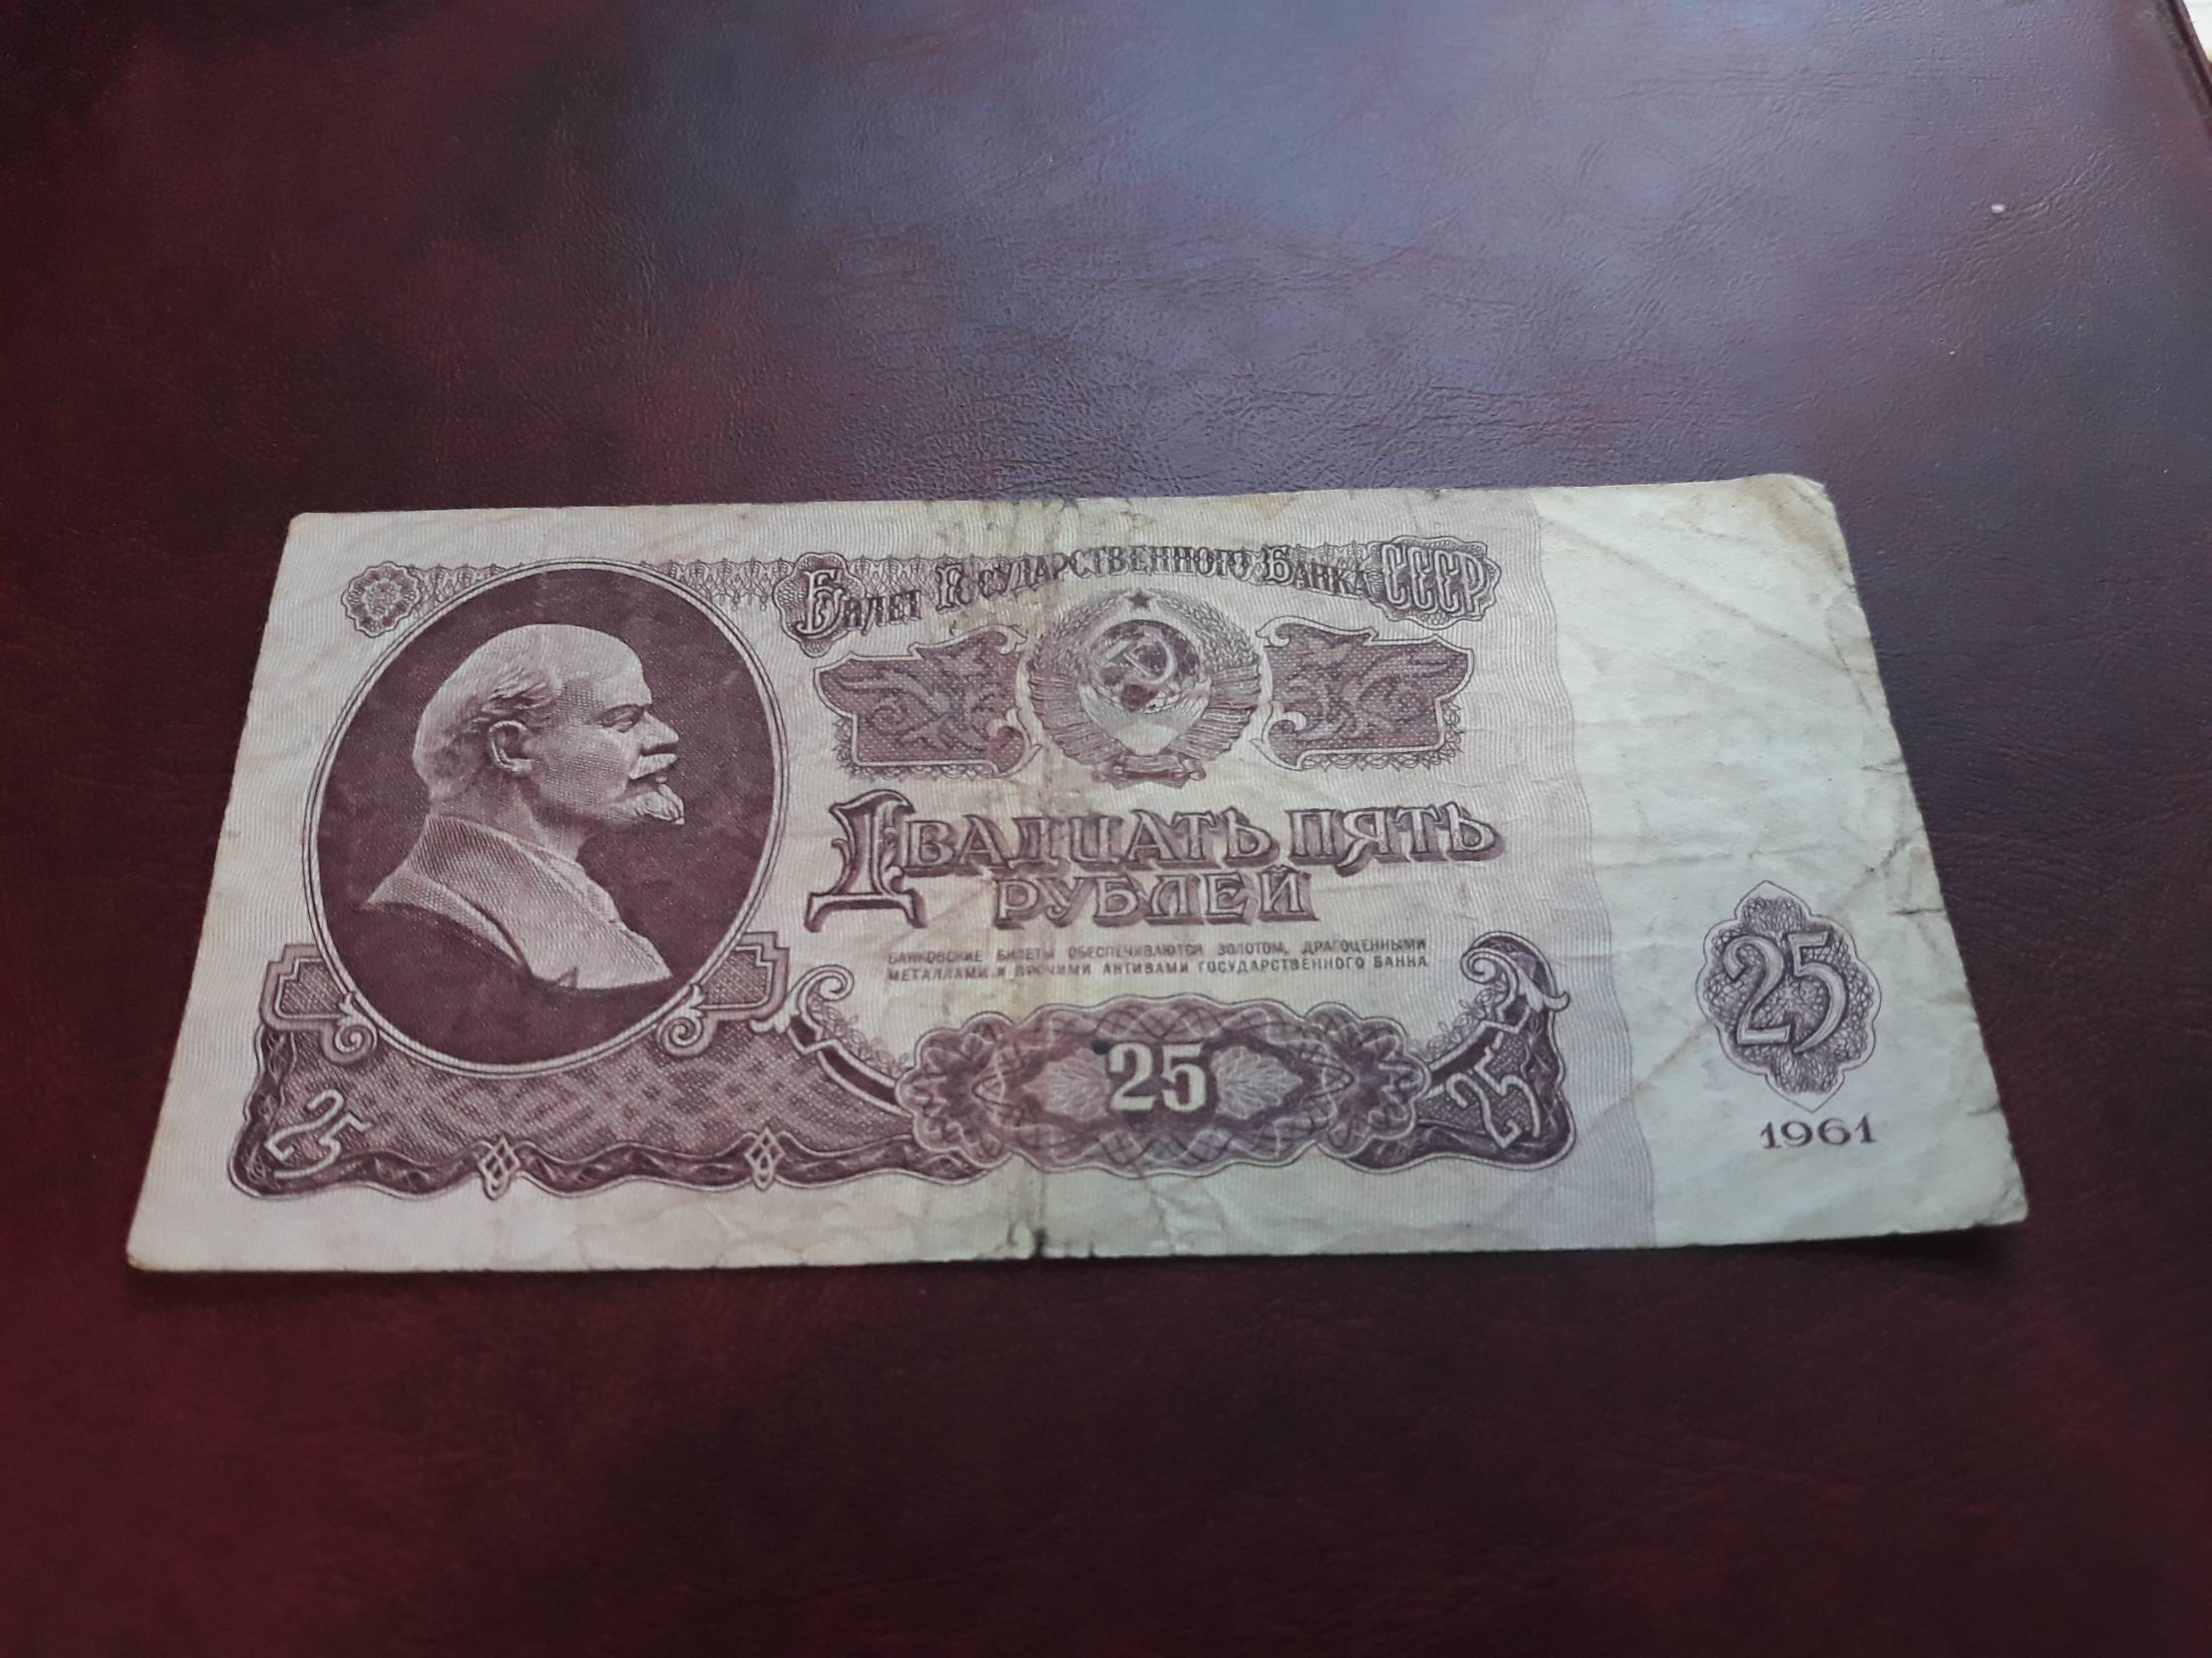 Билет Государственного Банка СССР
Двадцать пять
рублей
БАНКОВСКИЕ БИЛЕТЫ ОБЕСПЕЧИВАЮТСЯ ЗОЛОТОМ, ДРАГОЦЕННЫМИ
МЕТАЛЛАМИ И ПРОЧИМИ АКТИВАМИ ГОСУДАРСТВЕННОГО БАНКА
25
25
25
25
1961